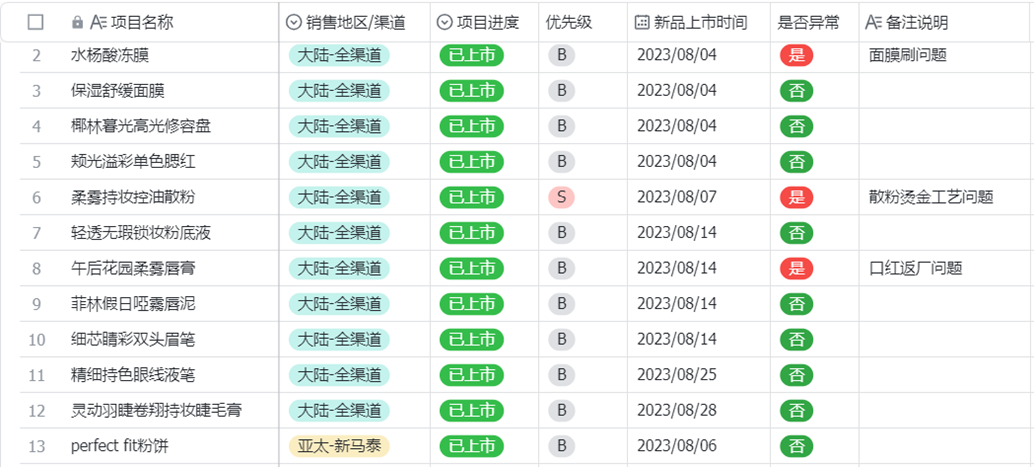 项目名称 销售地区/渠道 项目进度 优先级 新品上市时间 是否异常 备注说明
2 水杨酸冻膜 大陆-全渠道 已上市 B 2023/08/04 是 面膜刷问题
3 保湿舒缓面膜 大陆-全渠道 已上市 B 2023/08/04 否
4 椰林暮光高光修容盘 大陆-全渠道 已上市 B 2023/08/04 否
5 颊光溢彩单色腮红 大陆-全渠道 已上市 B 2023/08/04 否
6 柔雾持妆控油散粉 大陆-全渠道 已上市 S 2023/08/07 是 散粉烫金工艺问题
7 轻透无瑕锁妆粉底液 大陆-全渠道 已上市 B 2023/08/14 否
8 午后花园柔雾唇膏 大陆-全渠道 已上市 B 2023/08/14 是 口红返厂问题
9 菲林假日哑雾唇泥 大陆-全渠道 已上市 B 2023/08/14 否
10 细芯睛彩双头眉笔 大陆-全渠道 已上市 B 2023/08/14 否
11 精细持色眼线液笔 大陆-全渠道 已上市 B 2023/08/25 否
12 灵动羽睫卷翔持妆睫毛膏 大陆-全渠道 已上市 B 2023/08/28 否
13 perfect fit粉饼 亚太-新马泰 已上市 B 2023/08/06 否